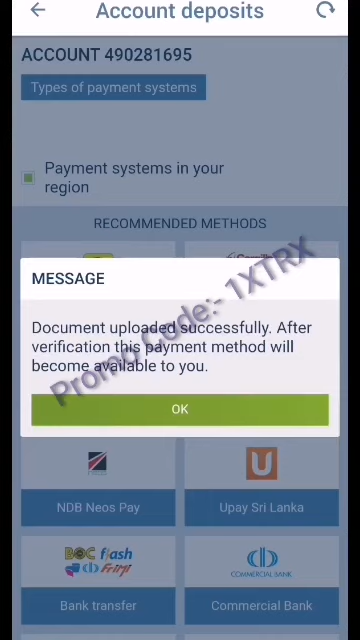 Account deposits
ACCOUNT 490281695
Types of payment systems
Payment systems in your
region
RECOMMENDED METHODS
MESSAGE
Document uploaded successfully. After
verification this payment method will
become available to you.
Promo Code:- 1XTRX
OK
NDB Neos Pay
Upay Sri Lanka
BOC flash
Frimi
COMMERCIAL BANK
Bank transfer
Commercial Bank